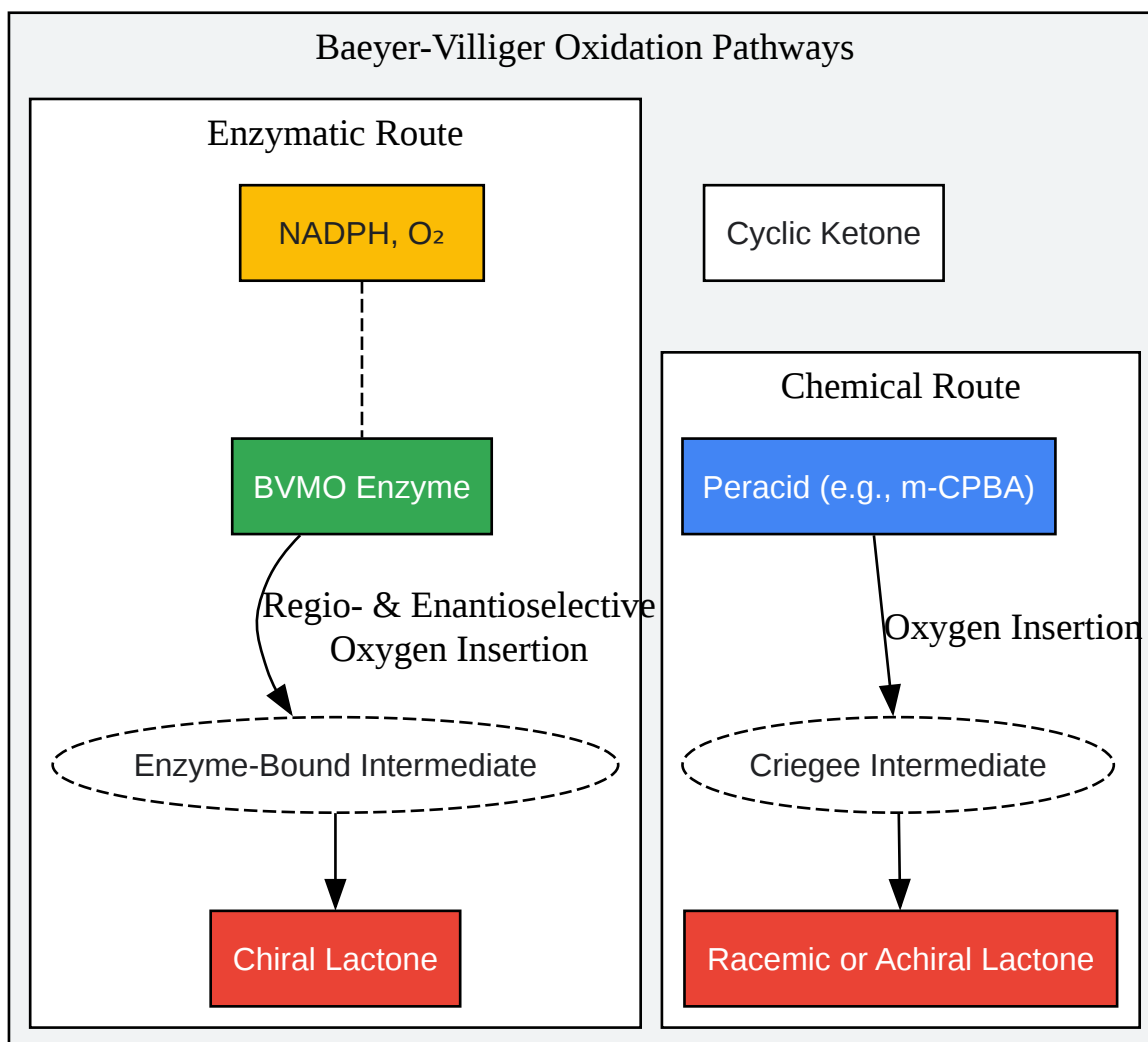 Baeyer-Villiger Oxidation Pathways
Enzymatic Route
NADPH, O₂
Cyclic Ketone
Chemical Route
BVMO Enzyme
Peracid (e.g., m-CPBA)
Regio- & Enantioselective
Oxygen Insertion
Oxygen Insertion
Enzyme-Bound Intermediate
Criegee Intermediate
Chiral Lactone
Racemic or Achiral Lactone